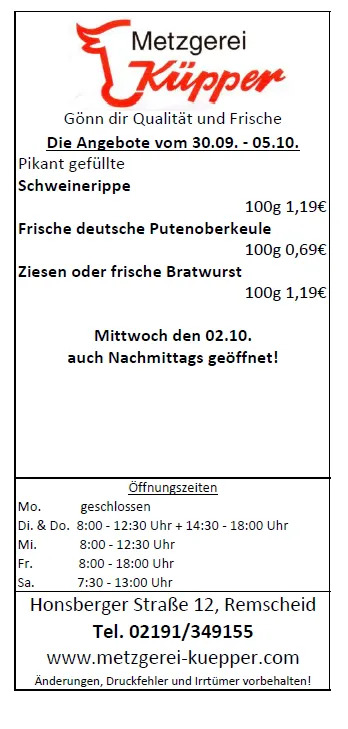 Metzgerei
Küpper
Gönn dir Qualität und Frische
Die Angebote vom 30.09. - 05.10.
Pikant gefüllte
Schweinerippe
100g 1,19€
Frische deutsche Putenoberkeule
100g 0,69€
Ziesen oder frische Bratwurst
100g 1,19€
Mittwoch den 02.10.
auch Nachmittags geöffnet!
Öffnungszeiten
Mo. geschlossen
Di. & Do. 8:00 - 12:30 Uhr + 14:30 - 18:00 Uhr
Mi. 8:00 - 12:30 Uhr
Fr. 8:00 - 18:00 Uhr
Sa. 7:30 - 13:00 Uhr
Honsberger Straße 12, Remscheid
Tel. 02191/349155
www.metzgerei-kuepper.com
Änderungen, Druckfehler und Irrtümer vorbehalten!